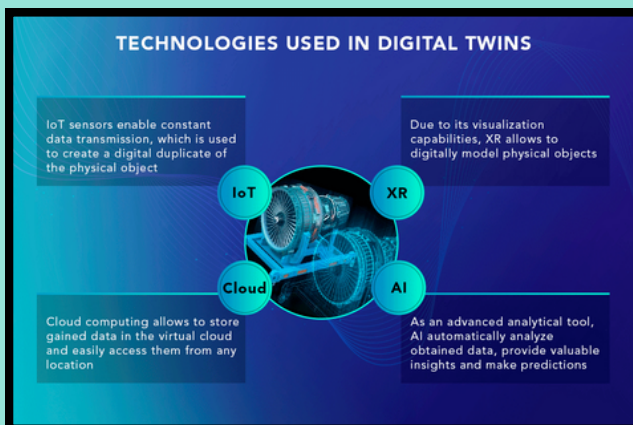 TECHNOLOGIES USED IN DIGITAL TWINS
IoT sensors enable constant
data transmission, which is used
to create a digital duplicate of
the physical object
Due to its visualization
capabilities, XR allows to
digitally model physical objects
IoT
XR
Cloud
AI
Cloud computing allows to store
gained data in the virtual cloud
and easily access them from any
location
As an advanced analytical tool,
AI automatically analyze
obtained data, provide valuable
insights and make predictions